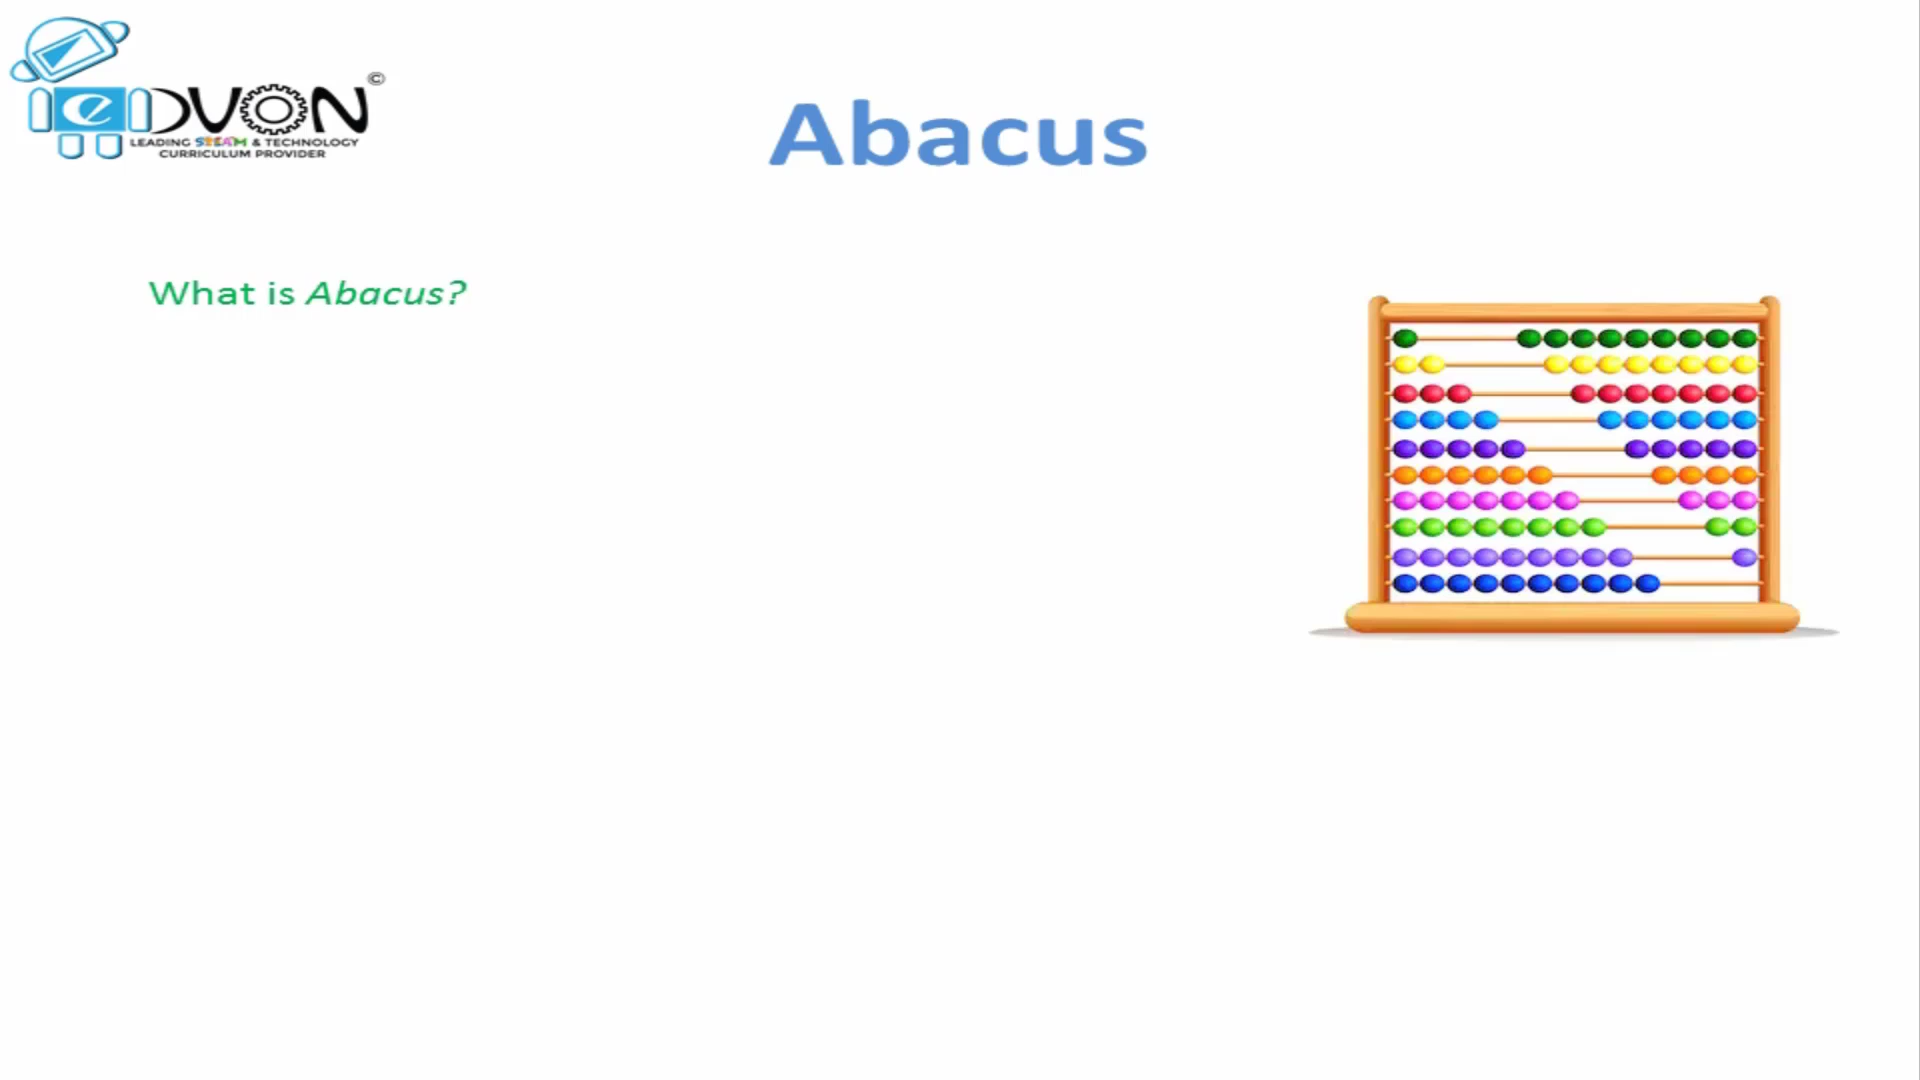 eDVON©
LEADING STEAM & TECHNOLOGY
CURRICULUM PROVIDER
Abacus
What is Abacus?